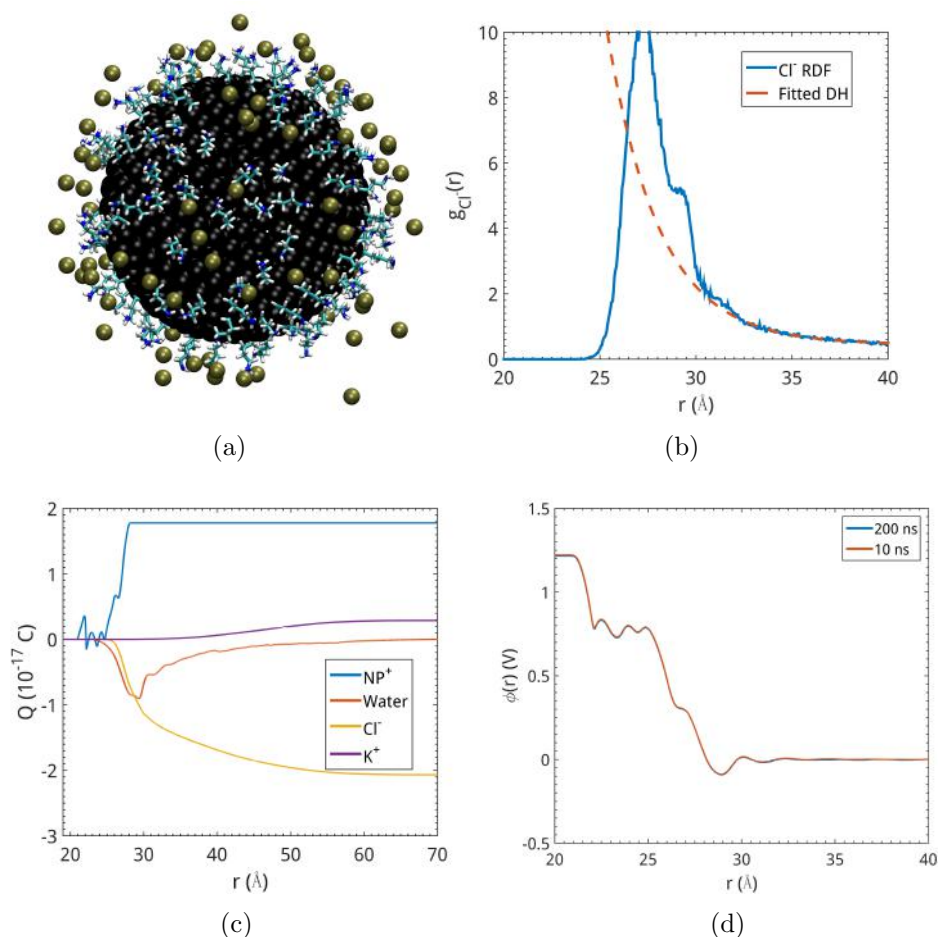 (a)
10
8
6
4
2
0
20 25 30 35 40
g_Cl⁻(r)
r (Å)
Cl⁻ RDF
Fitted DH
(b)
2
1
0
-1
-2
-3
20 30 40 50 60 70
Q (10⁻¹⁷ C)
r (Å)
NP⁺
Water
Cl⁻
K⁺
(c)
1.5
1
0.5
0
-0.5
20 25 30 35 40
ϕ(r) (V)
r (Å)
200 ns
10 ns
(d)